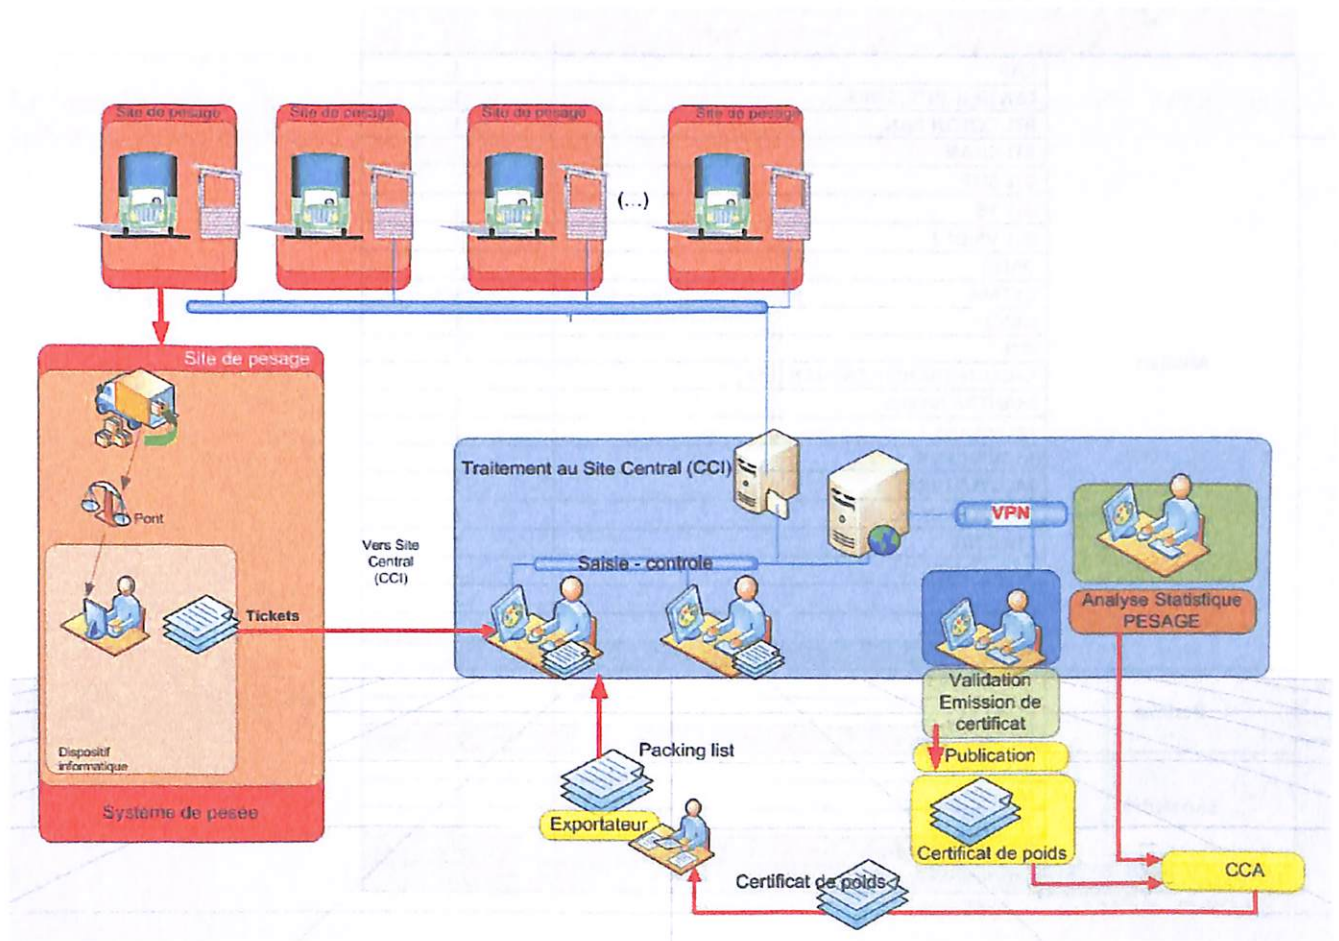 Site de pesage
Site de pesage
Site de pesage
Site de pesage
(...)
Site de pesage
Pont
Tickets
Dispositif
informatique
Système de pesée
Vers Site
Central
(CCI)
Traitement au Site Central (CCI)
Saisie - controle
VPN
Analyse Statistique
PESAGE
Validation
Emission de
certificat
Publication
Certificat de poids
Packing list
Exportateur
Certificat de poids
CCA